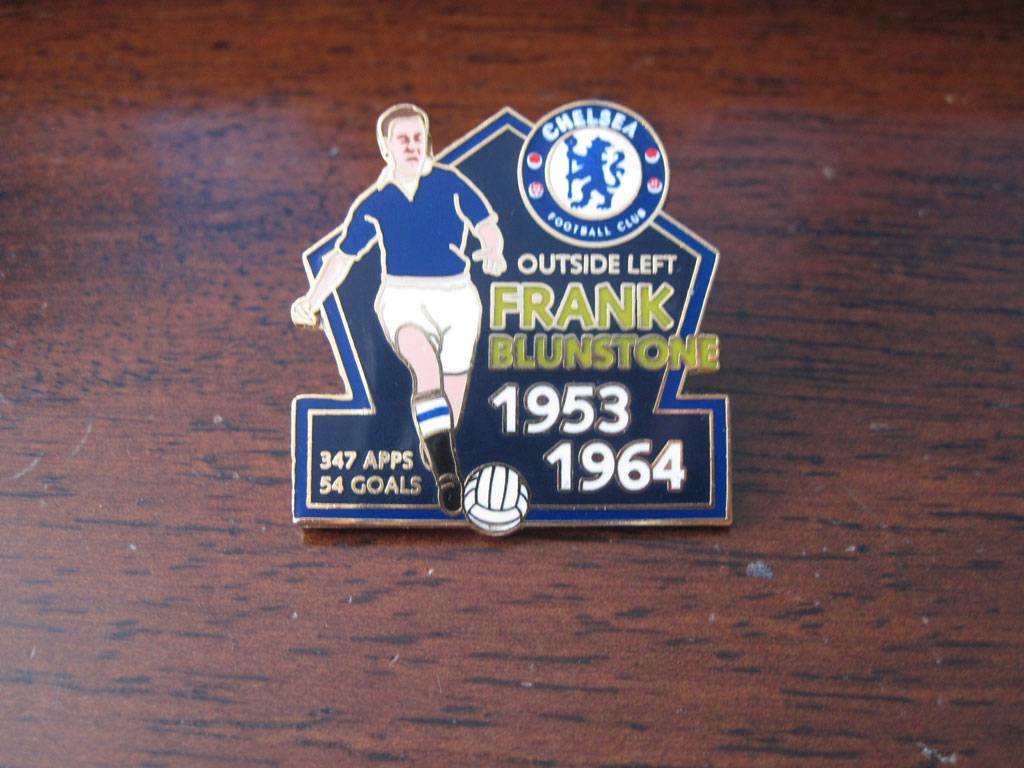 CHELSEA
FOOTBALL CLUB
OUTSIDE LEFT
FRANK
BLUNSTONE
1953
1964
347 APPS
54 GOALS